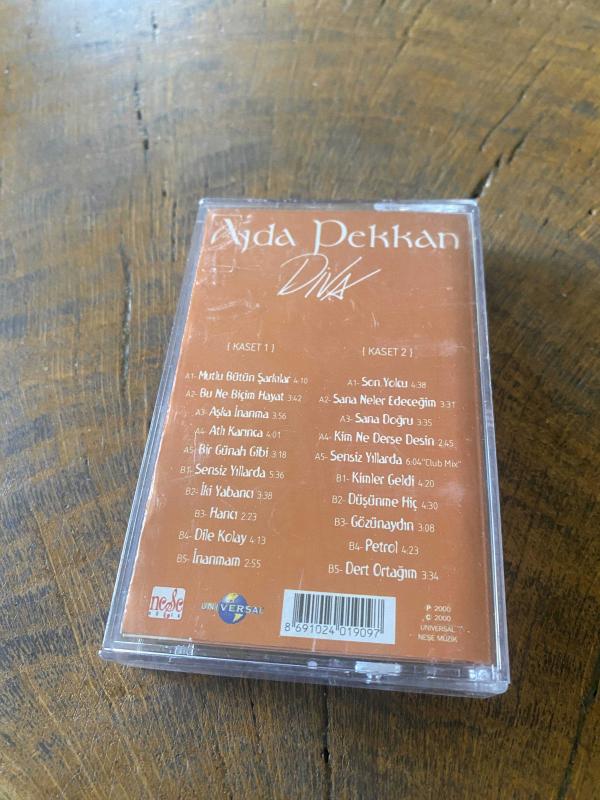 Ajda Pekkan
Diva
[ KASET 1 ]
A1- Mutlu Bütün Şarkılar 4:10
A2- Bu Ne Biçim Hayat 3:42
A3- Aşka İnanma 3:56
A4- Atlı Karınca 4:01
A5- Bir Günah Gibi 3:18
B1- Sensiz Yıllarda 5:36
B2- İki Yabancı 3:38
B3- Hancı 2:23
B4- Dile Kolay 4:13
B5- İnanmam 2:55
[ KASET 2 ]
A1- Son Yolcu 4:38
A2- Sana Neler Edeceğim 3:31
A3- Sana Doğru 3:35
A4- Kim Ne Derse Desin 2:45
A5- Sensiz Yıllarda 6:04 "Club Mix"
B1- Kimler Geldi 4:20
B2- Düşünme Hiç 4:30
B3- Gözünaydın 3:08
B4- Petrol 4:23
B5- Dert Ortağım 3:34
neşe
müzik
UNIVERSAL
8 691024 019097
P 2000
© 2000
UNIVERSAL
NEŞE MÜZİK